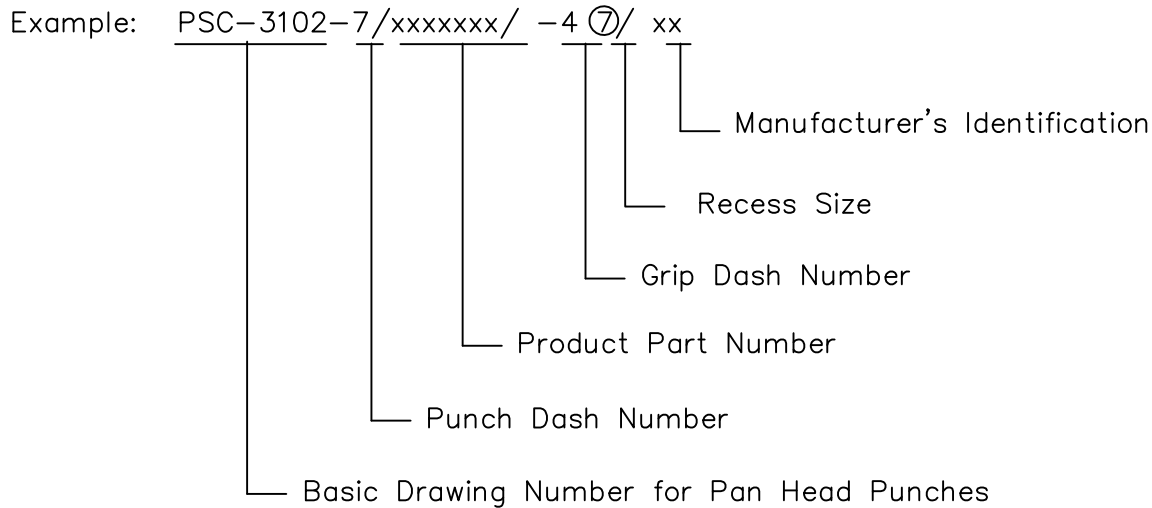 Example: PSC-3102-7/xxxxxxx/ -4⑦/ xx
Manufacturer's Identification
Recess Size
Grip Dash Number
Product Part Number
Punch Dash Number
Basic Drawing Number for Pan Head Punches